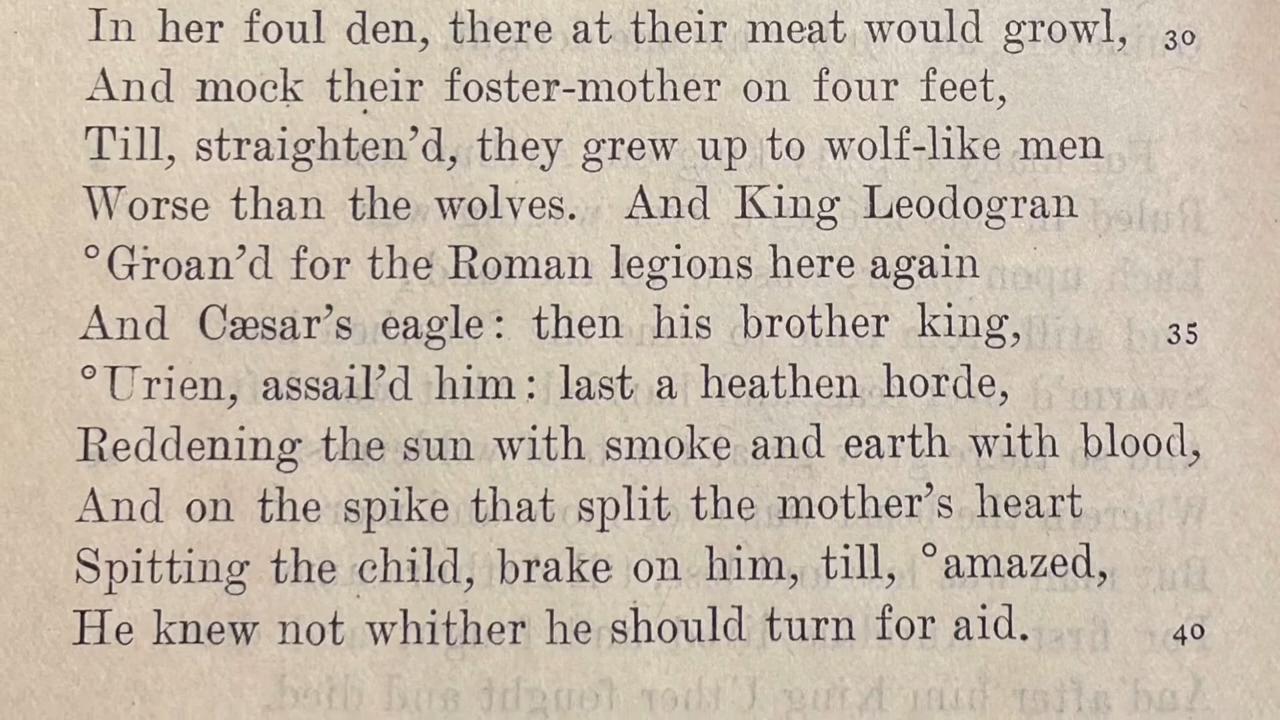 In her foul den, there at their meat would growl, 30
And mock their foster-mother on four feet,
Till, straighten'd, they grew up to wolf-like men
Worse than the wolves. And King Leodogran
°Groan'd for the Roman legions here again
And Cæsar's eagle: then his brother king, 35
°Urien, assail'd him: last a heathen horde,
Reddening the sun with smoke and earth with blood,
And on the spike that split the mother's heart
Spitting the child, brake on him, till, °amazed,
He knew not whither he should turn for aid. 40